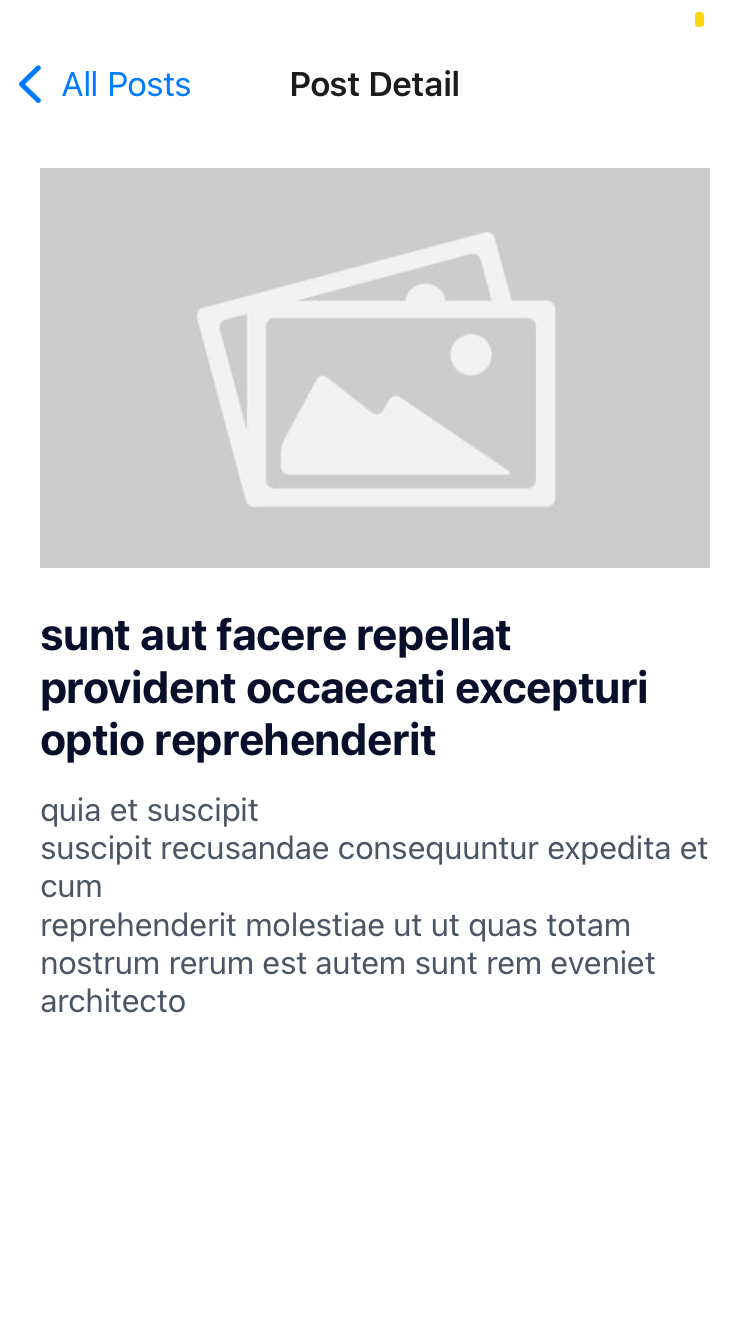 All Posts
Post Detail
sunt aut facere repellat
provident occaecati excepturi
optio reprehenderit
quia et suscipit
suscipit recusandae consequuntur expedita et
cum
reprehenderit molestiae ut ut quas totam
nostrum rerum est autem sunt rem eveniet
architecto